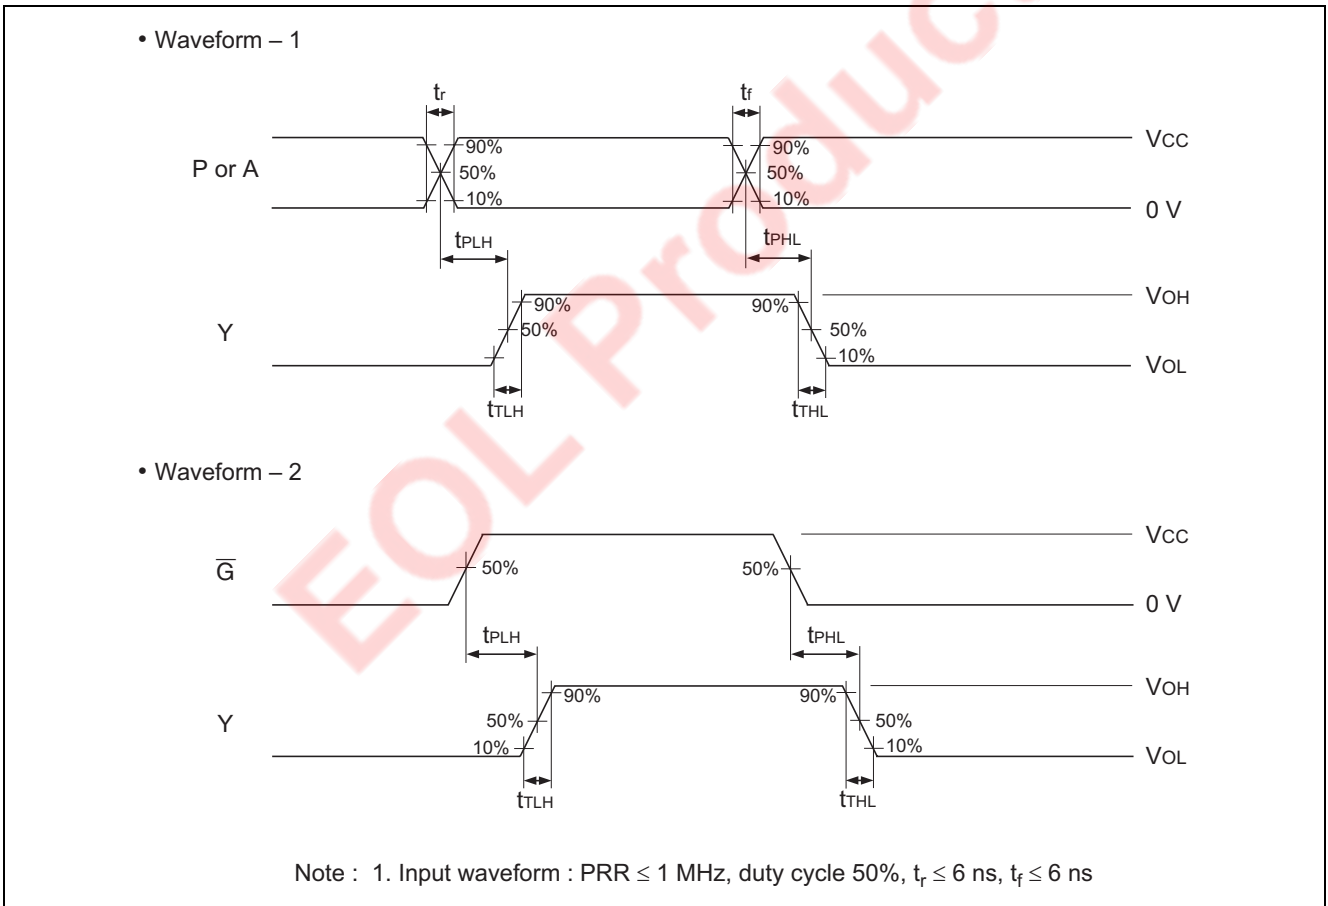 • Waveform – 1
tr
tf
P or A
90%
50%
10%
90%
50%
10%
VCC
0 V
tPLH
tPHL
Y
90%
50%
90%
50%
10%
VOH
VOL
tTLH
tTHL
• Waveform – 2
G̅
50%
50%
VCC
0 V
tPLH
tPHL
Y
90%
50%
10%
90%
50%
10%
VOH
VOL
tTLH
tTHL
Note : 1. Input waveform : PRR ≤ 1 MHz, duty cycle 50%, tr ≤ 6 ns, tf ≤ 6 ns
EOL Produc